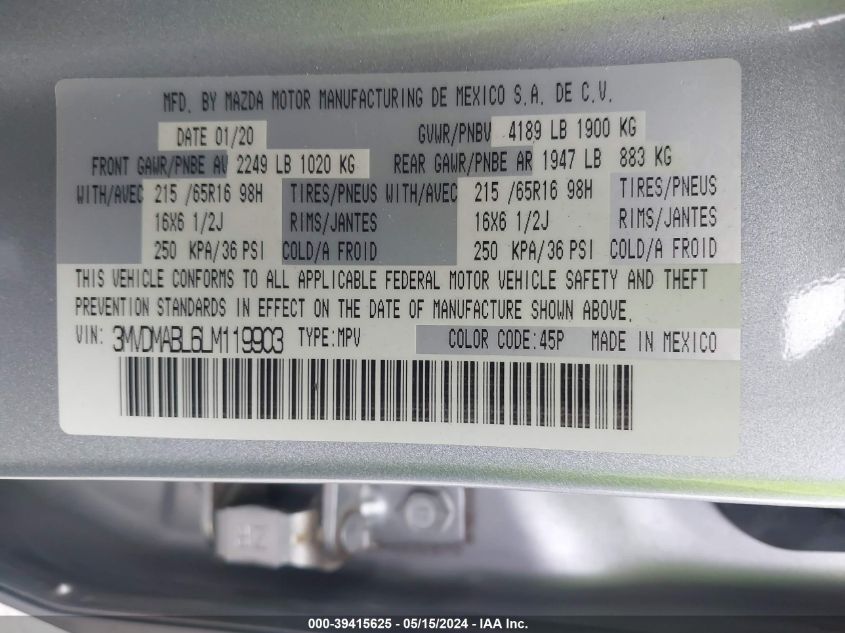 MFD. BY MAZDA MOTOR MANUFACTURING DE MEXICO S.A. DE C.V.
DATE 01/20 GVWR/PNBV 4189 LB 1900 KG
FRONT GAWR/PNBE AV 2249 LB 1020 KG REAR GAWR/PNBE AR 1947 LB 883 KG
WITH/AVEC 215 /65R16 98H TIRES/PNEUS WITH/AVEC 215 /65R16 98H TIRES/PNEUS
16X6 1/2J RIMS/JANTES 16X6 1/2J RIMS/JANTES
250 KPA/36 PSI COLD/A FROID 250 KPA/36 PSI COLD/A FROID
THIS VEHICLE CONFORMS TO ALL APPLICABLE FEDERAL MOTOR VEHICLE SAFETY AND THEFT
PREVENTION STANDARDS IN EFFECT ON THE DATE OF MANUFACTURE SHOWN ABOVE.
VIN: 3MVDMABL6LM119903 TYPE:MPV COLOR CODE:45P MADE IN MEXICO
000-39415625 - 05/15/2024 - IAA Inc.